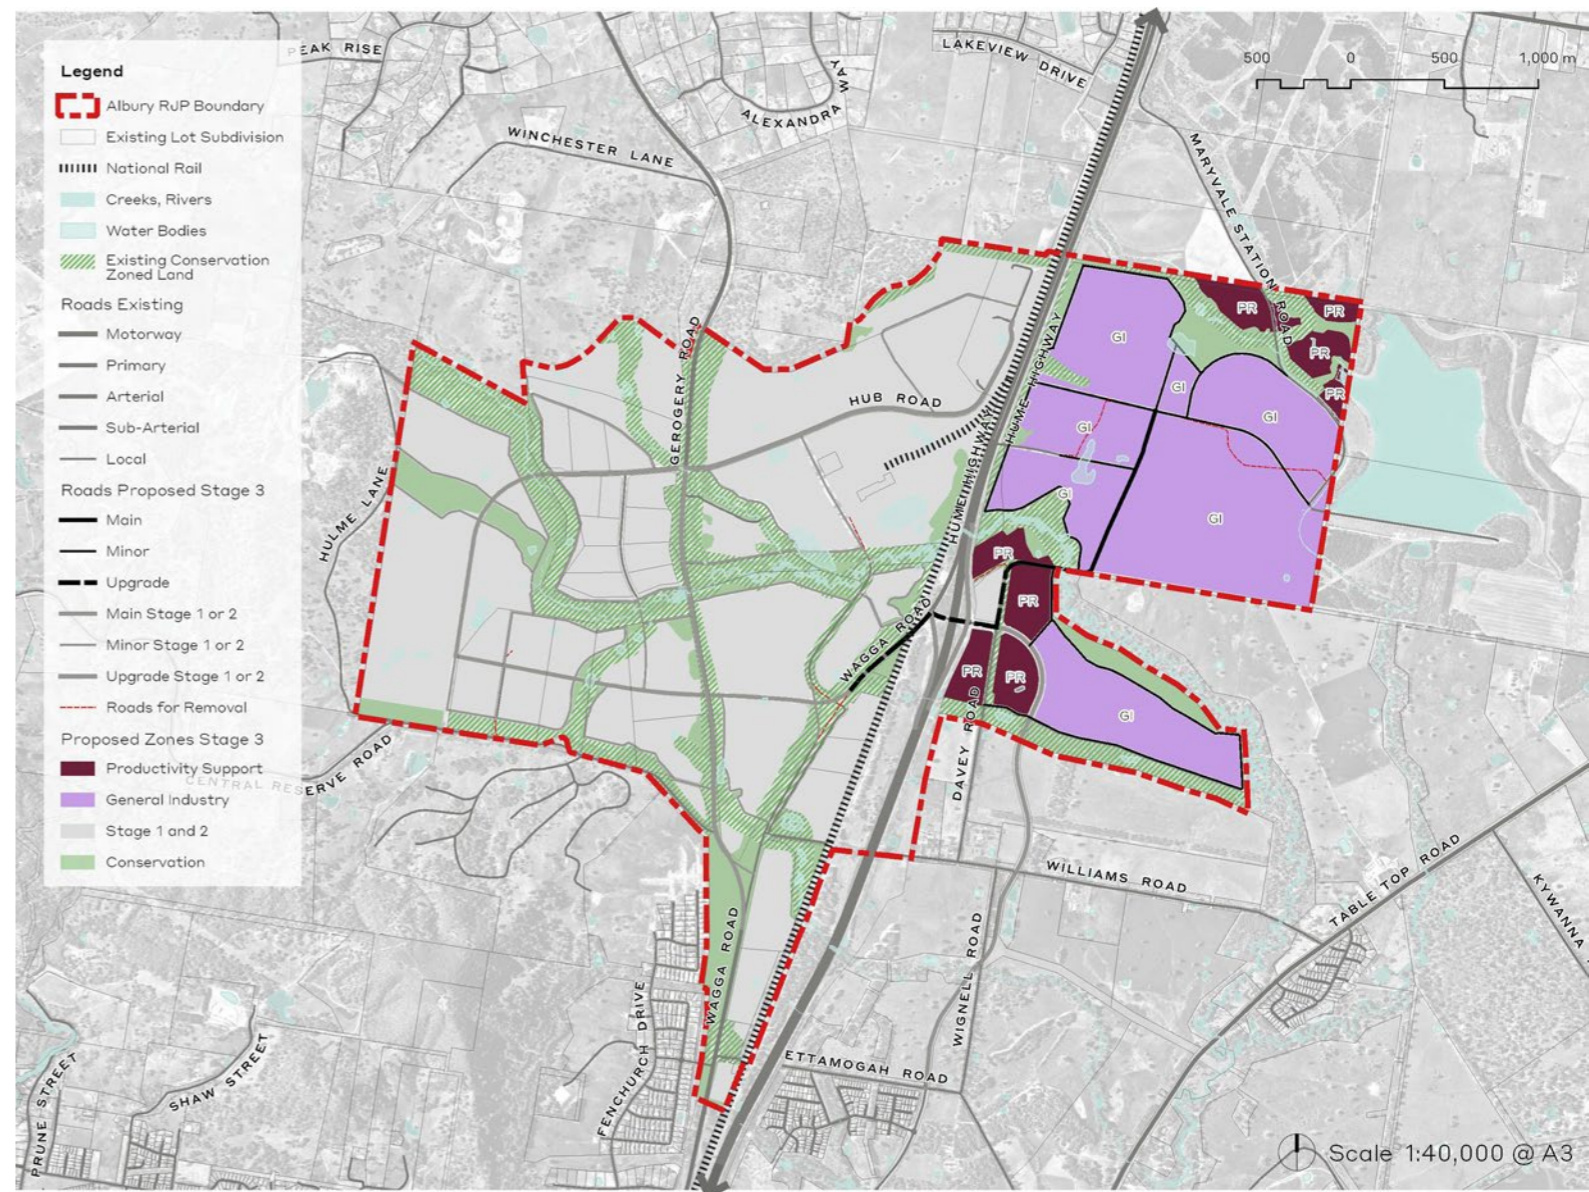 Legend
Albury RJP Boundary
Existing Lot Subdivision
National Rail
Creeks, Rivers
Water Bodies
Existing Conservation
Zoned Land
Roads Existing
Motorway
Primary
Arterial
Sub-Arterial
Local
Roads Proposed Stage 3
Main
Minor
Upgrade
Main Stage 1 or 2
Minor Stage 1 or 2
Upgrade Stage 1 or 2
Roads for Removal
Proposed Zones Stage 3
Productivity Support
General Industry
Stage 1 and 2
Conservation
PEAK RISE
WINCHESTER LANE
ALEXANDRA WAY
LAKEVIEW DRIVE
500 0 500 1,000 m
MARYVALE STATION ROAD
GEROGERY ROAD
HUB ROAD
HUME HIGHWAY
HUME HIGHWAY
HULME LANE
WAGGA ROAD
CENTRAL RESERVE ROAD
DAVEY ROAD
WILLIAMS ROAD
TABLE TOP ROAD
KYWANNA
WIGNELL ROAD
WAGGA ROAD
FENCHURCH DRIVE
ETTAMOGAH ROAD
SHAW STREET
PRUNE STREET
GI
PR
PR
PR
PR
GI
GI
GI
GI
GI
PR
PR
PR
PR
GI
Scale 1:40,000 @ A3